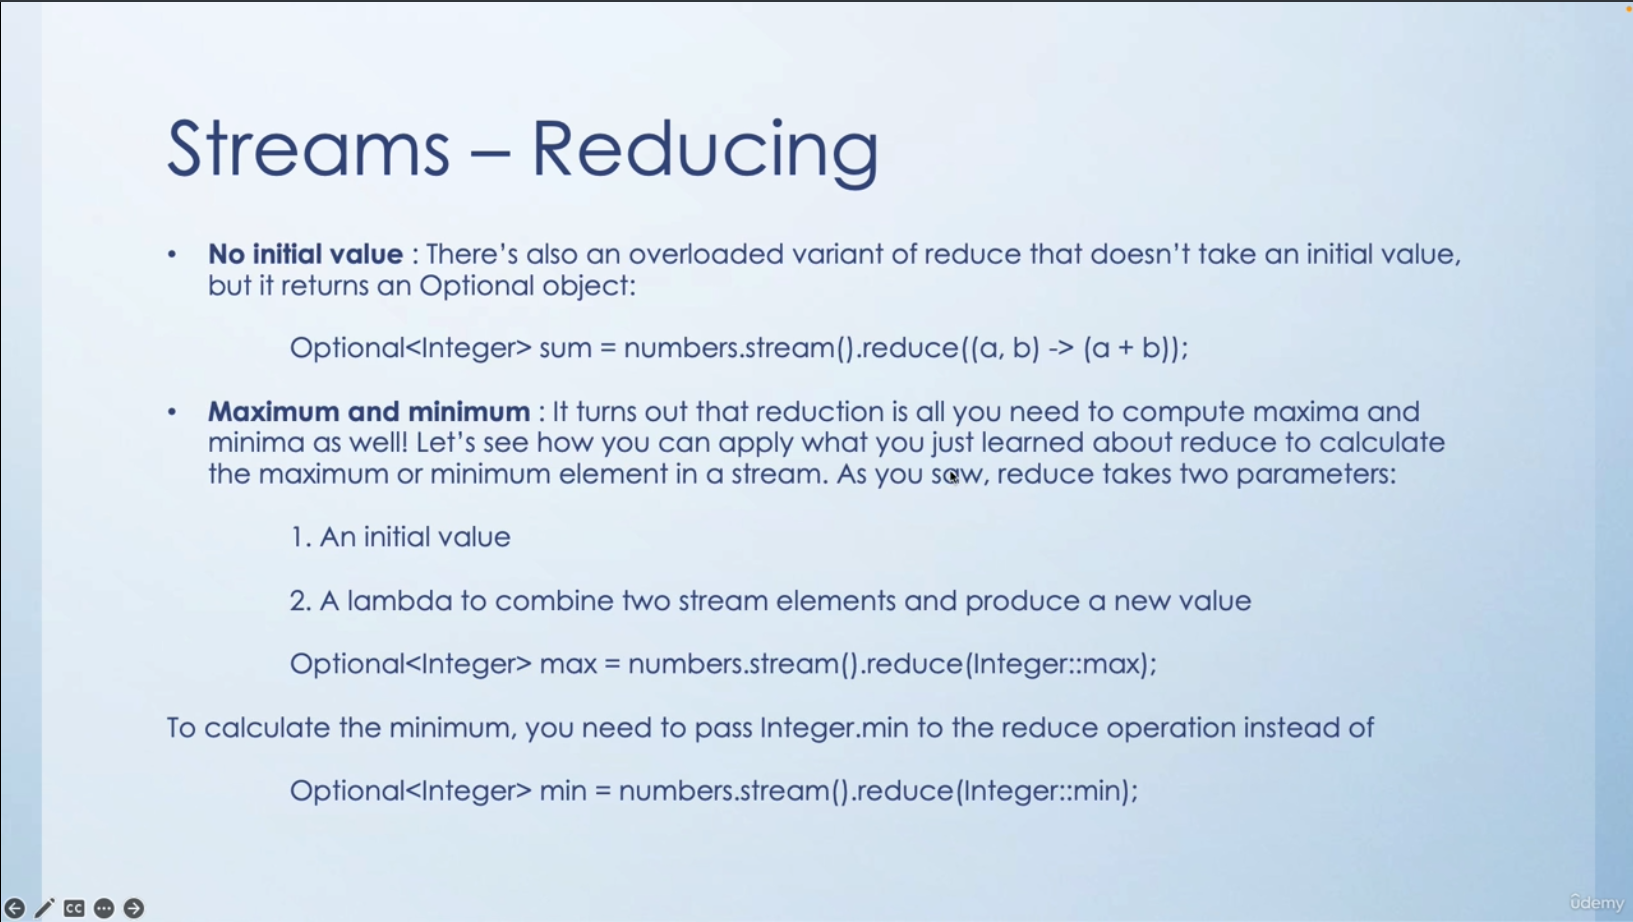 Streams – Reducing
• No initial value : There’s also an overloaded variant of reduce that doesn’t take an initial value,
but it returns an Optional object:
Optional<Integer> sum = numbers.stream().reduce((a, b) -> (a + b));
• Maximum and minimum : It turns out that reduction is all you need to compute maxima and
minima as well! Let’s see how you can apply what you just learned about reduce to calculate
the maximum or minimum element in a stream. As you saw, reduce takes two parameters:
1. An initial value
2. A lambda to combine two stream elements and produce a new value
Optional<Integer> max = numbers.stream().reduce(Integer::max);
To calculate the minimum, you need to pass Integer.min to the reduce operation instead of
Optional<Integer> min = numbers.stream().reduce(Integer::min);
CC
ûdemy